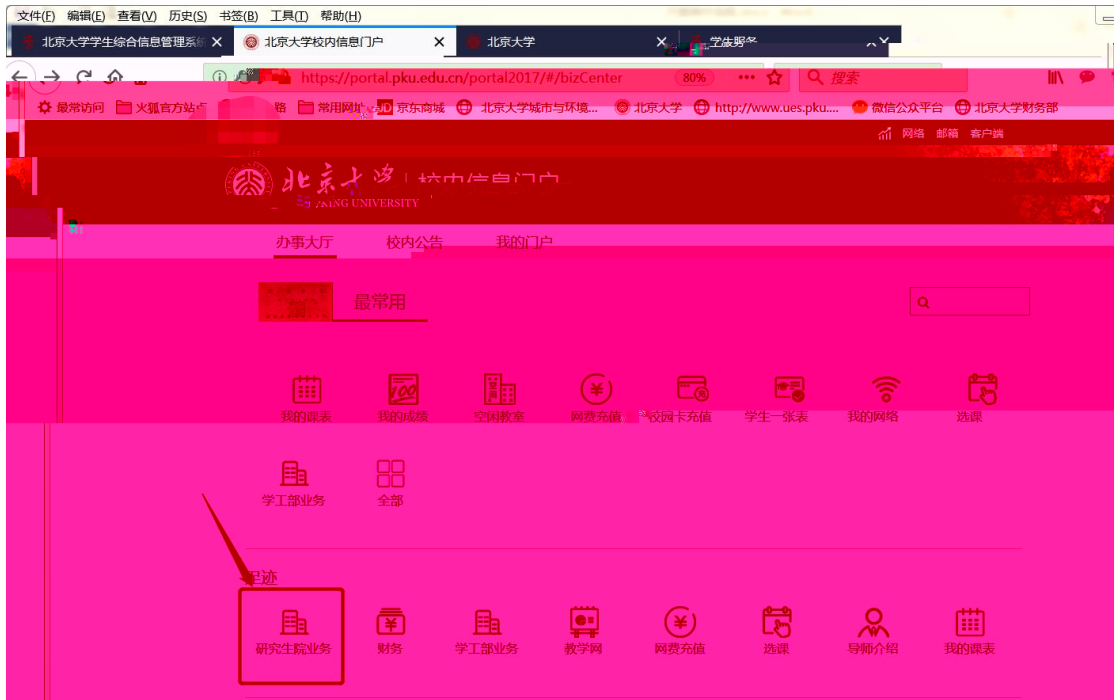 文件(F) 编辑(E) 查看(V) 历史(S) 书签(B) 工具(T) 帮助(H)
北京大学学生综合信息管理系统 × 北京大学校内信息门户 × 北京大学 ×
https://portal.pku.edu.cn/portal2017/#/bizCenter 80% 搜索
最常访问 火狐官方站点 常用网址 JD 京东商城 北京大学城市与环境... 北京大学 http://www.ues.pku.... 微信公众平台 北京大学财务部
网络 邮箱 客户端
北京大学 校内信息门户
UNIVERSITY
办事大厅 校内公告 我的门户
最常用
100
我的课表 我的成绩 空闲教室 网费充值 校园卡充值 学生一张表 我的网络 选课
学工部业务 全部
足迹
研究生院业务 财务 学工部业务 教学网 网费充值 选课 导师介绍 我的课表